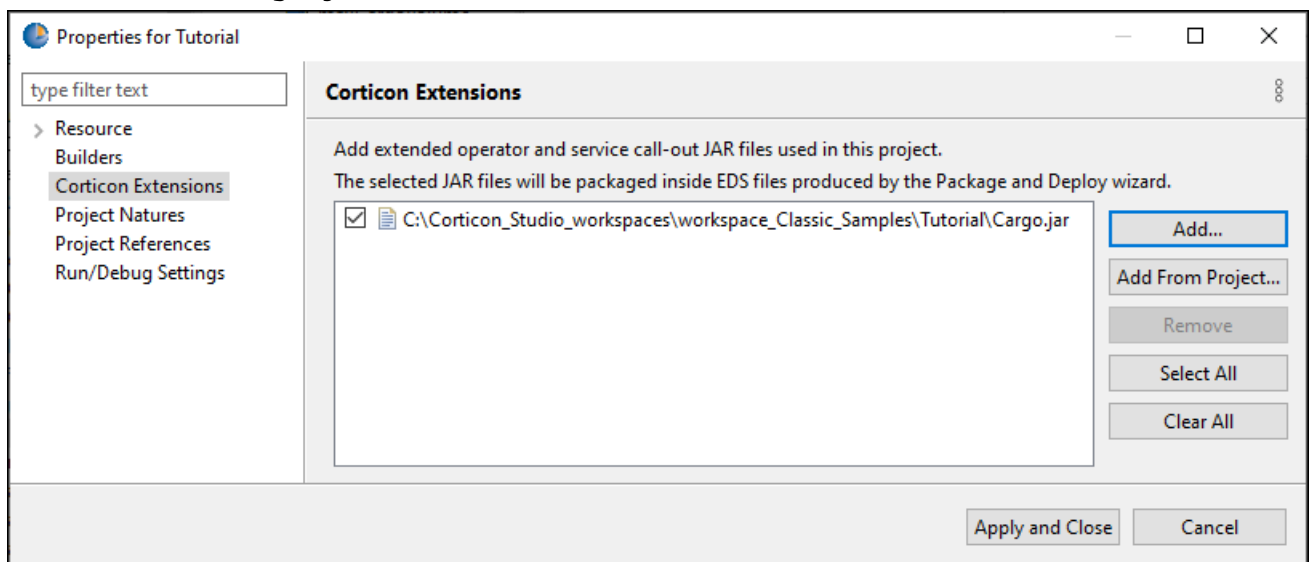 Properties for Tutorial
type filter text
Resource
Builders
Corticon Extensions
Project Natures
Project References
Run/Debug Settings
Corticon Extensions
Add extended operator and service call-out JAR files used in this project.
The selected JAR files will be packaged inside EDS files produced by the Package and Deploy wizard.
C:\Corticon_Studio_workspaces\workspace_Classic_Samples\Tutorial\Cargo.jar
Add...
Add From Project...
Remove
Select All
Clear All
Apply and Close
Cancel